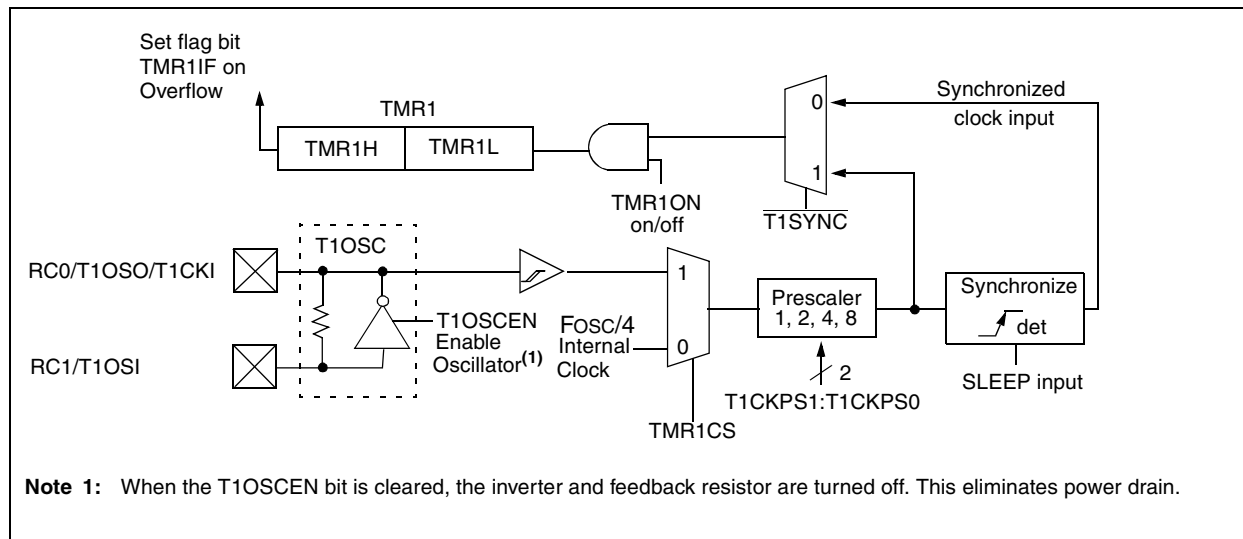 Set flag bit
TMR1IF on
Overflow
TMR1
TMR1H
TMR1L
0
1
Synchronized
clock input
TMR1ON
on/off
T1SYNC
T1OSC
RC0/T1OSO/T1CKI
RC1/T1OSI
T1OSCEN
Enable
Oscillator(1)
FOSC/4
Internal
Clock
1
0
TMR1CS
Prescaler
1, 2, 4, 8
2
T1CKPS1:T1CKPS0
Synchronize
det
SLEEP input
Note 1: When the T1OSCEN bit is cleared, the inverter and feedback resistor are turned off. This eliminates power drain.